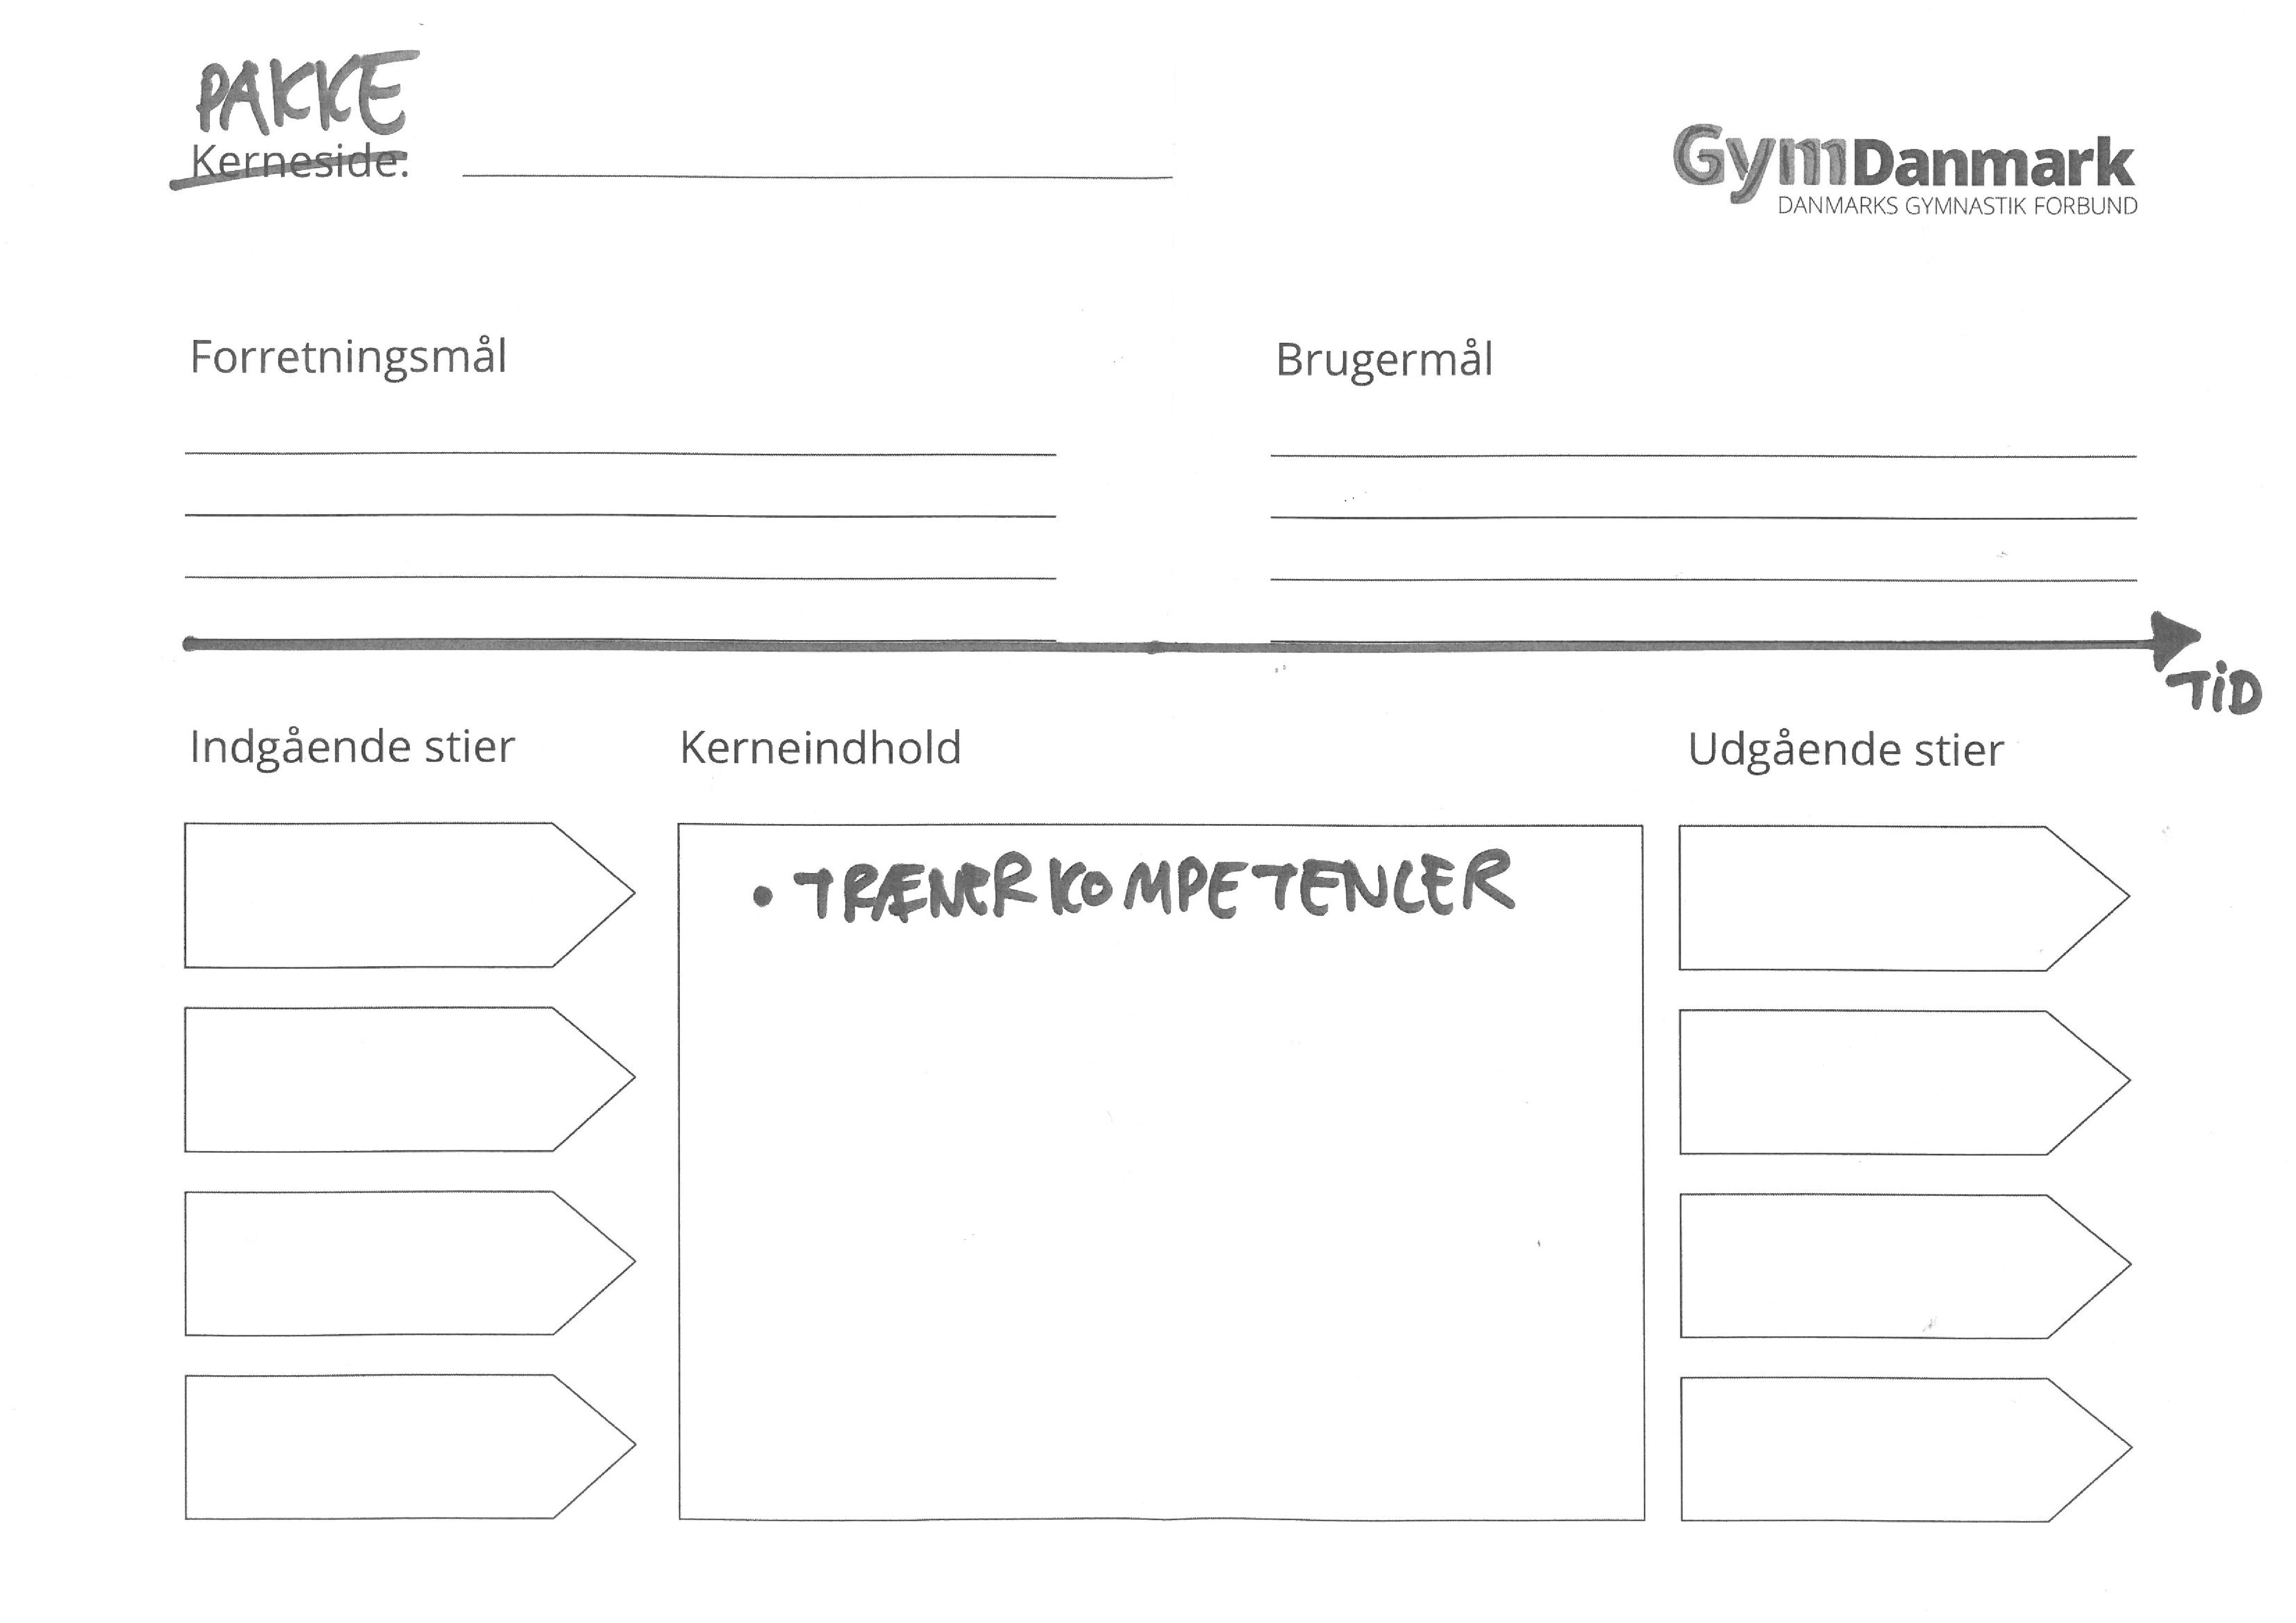 PAKKE
Kerneside:
GymDanmark
DANMARKS GYMNASTIK FORBUND
Forretningsmål
Brugermål
TiD
Indgående stier
Kerneindhold
Udgående stier
• TRÆNERKOMPETENCER